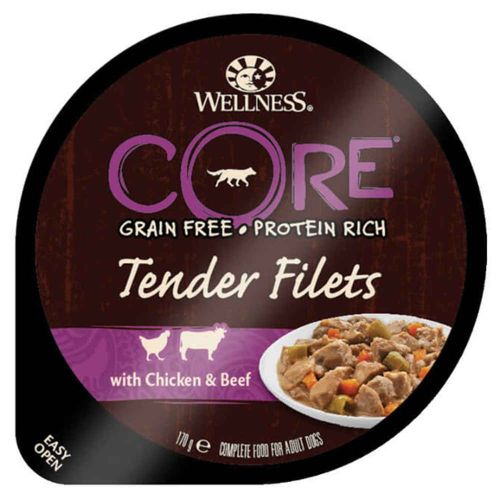 WELLNESS®
CORE®
GRAIN FREE • PROTEIN RICH
Tender Filets
with Chicken & Beef
170 g ℮ COMPLETE FOOD FOR ADULT DOGS
EASY
OPEN